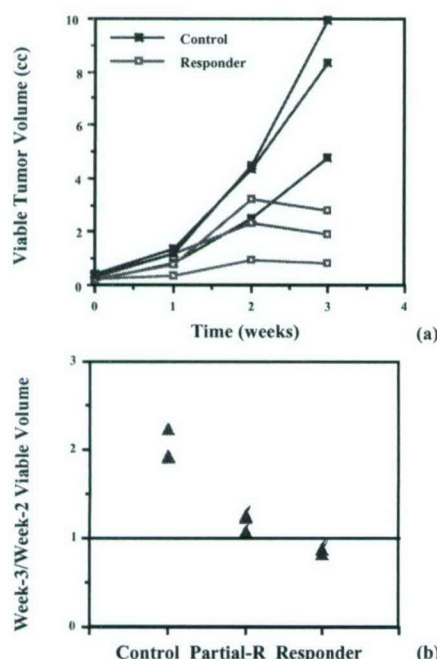 10
8
6
4
2
0
Viable Tumor Volume (cc)
Control
Responder
0 1 2 3 4
Time (weeks)
(a)
3
2
1
0
Week-3/Week-2 Viable Volume
Control Partial-R Responder
(b)